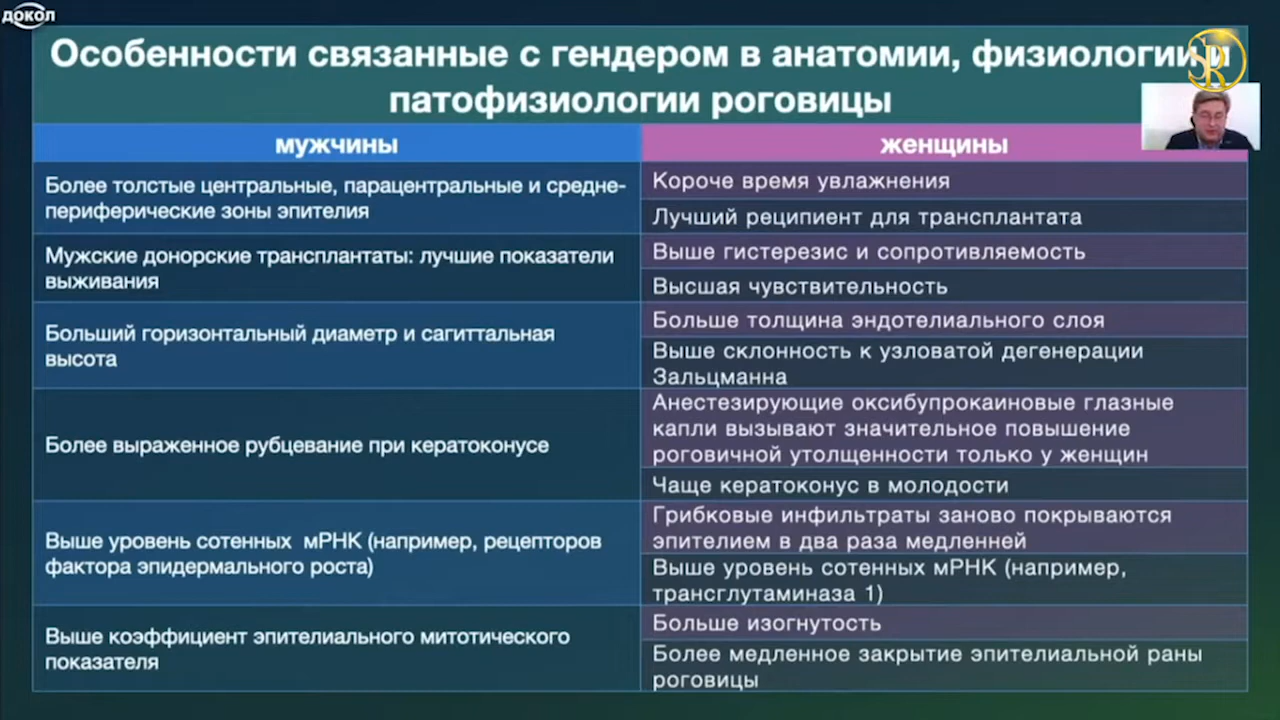 ДОКОЛ
Особенности связанные с гендером в анатомии, физиологии и
патофизиологии роговицы
SR
мужчины
женщины
Более толстые центральные, парацентральные и средне-
периферические зоны эпителия
Мужские донорские трансплантаты: лучшие показатели
выживания
Больший горизонтальный диаметр и сагиттальная
высота
Более выраженное рубцевание при кератоконусе
Выше уровень сотенных мРНК (например, рецепторов
фактора эпидермального роста)
Выше коэффициент эпителиального митотического
показателя
Короче время увлажнения
Лучший реципиент для трансплантата
Выше гистерезис и сопротивляемость
Высшая чувствительность
Больше толщина эндотелиального слоя
Выше склонность к узловатой дегенерации
Зальцманна
Анестезирующие оксибупрокаиновые глазные
капли вызывают значительное повышение
роговичной утолщенности только у женщин
Чаще кератоконус в молодости
Грибковые инфильтраты заново покрываются
эпителием в два раза медленней
Выше уровень сотенных мРНК (например,
трансглутаминаза 1)
Больше изогнутость
Более медленное закрытие эпителиальной раны
роговицы